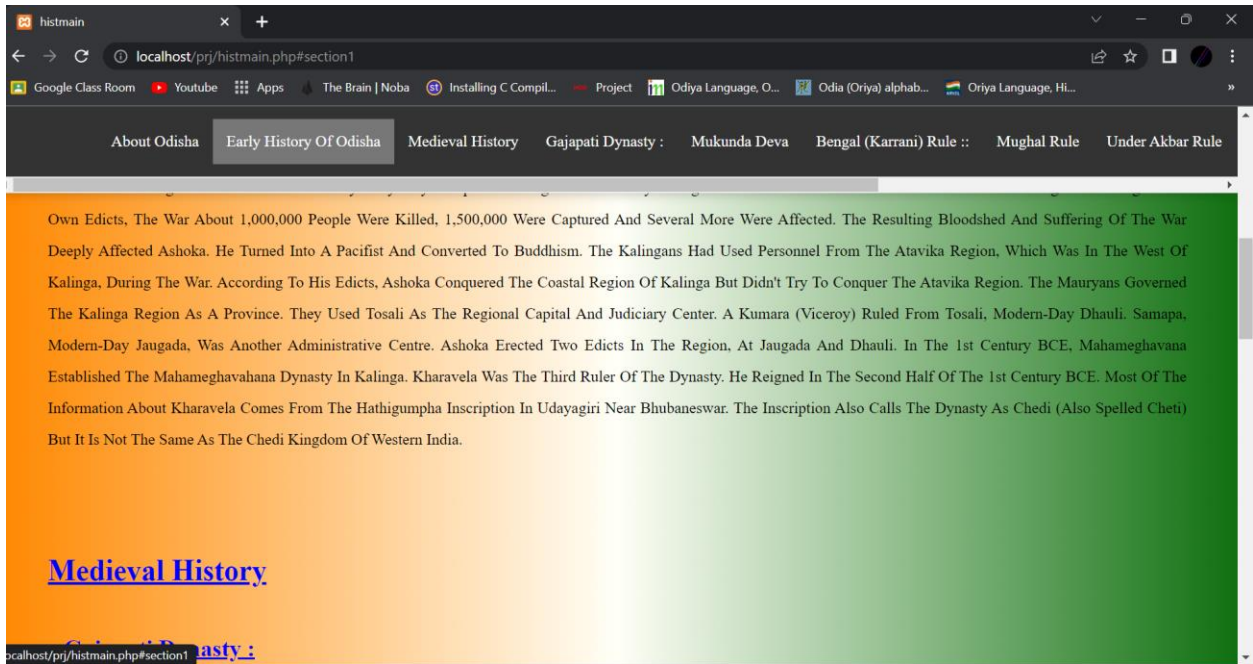 histmain
localhost/prj/histmain.php#section1
Google Class Room Youtube Apps The Brain | Noba Installing C Compil... Project Odiya Language, O... Odia (Oriya) alphab... Oriya Language, Hi... »
About Odisha Early History Of Odisha Medieval History Gajapati Dynasty : Mukunda Deva Bengal (Karrani) Rule :: Mughal Rule Under Akbar Rule
Own Edicts, The War About 1,000,000 People Were Killed, 1,500,000 Were Captured And Several More Were Affected. The Resulting Bloodshed And Suffering Of The War
Deeply Affected Ashoka. He Turned Into A Pacifist And Converted To Buddhism. The Kalingans Had Used Personnel From The Atavika Region, Which Was In The West Of
Kalinga, During The War. According To His Edicts, Ashoka Conquered The Coastal Region Of Kalinga But Didn't Try To Conquer The Atavika Region. The Mauryans Governed
The Kalinga Region As A Province. They Used Tosali As The Regional Capital And Judiciary Center. A Kumara (Viceroy) Ruled From Tosali, Modern-Day Dhauli. Samapa,
Modern-Day Jaugada, Was Another Administrative Centre. Ashoka Erected Two Edicts In The Region, At Jaugada And Dhauli. In The 1st Century BCE, Mahameghavana
Established The Mahameghavahana Dynasty In Kalinga. Kharavela Was The Third Ruler Of The Dynasty. He Reigned In The Second Half Of The 1st Century BCE. Most Of The
Information About Kharavela Comes From The Hathigumpha Inscription In Udayagiri Near Bhubaneswar. The Inscription Also Calls The Dynasty As Chedi (Also Spelled Cheti)
But It Is Not The Same As The Chedi Kingdom Of Western India.
Medieval History
asty :
ocalhost/prj/histmain.php#section1